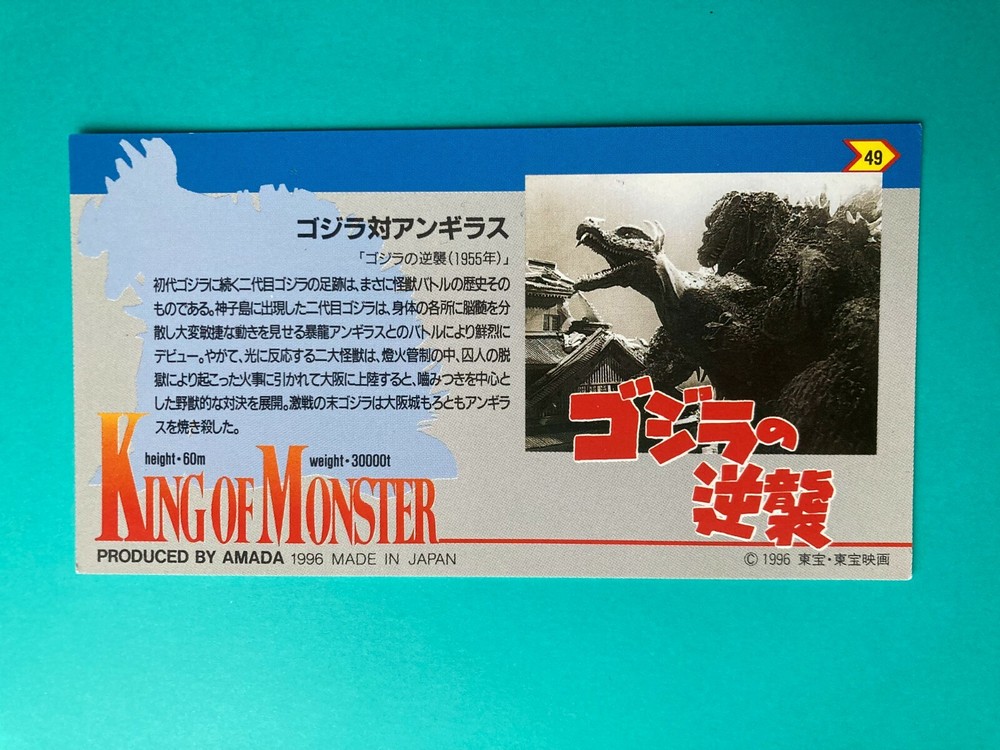 49
ゴジラ対アンギラス
「ゴジラの逆襲(1955年)」
初代ゴジラに続く二代目ゴジラの足跡は、まさに怪獣バトルの歴史その
ものである。神子島に出現した二代目ゴジラは、身体の各所に脳髄を分
散し大変敏捷な動きを見せる暴龍アンギラスとのバトルにより鮮烈に
デビュー。やがて、光に反応する二大怪獣は、燈火管制の中、囚人の脱
獄により起こった火事に引かれて大阪に上陸すると、噛みつきを中心と
した野獣的な対決を展開。激戦の末ゴジラは大阪城もろともアンギラ
スを焼き殺した。
height・60m weight・30000t
KING OF MONSTER
ゴジラの
逆襲
PRODUCED BY AMADA 1996 MADE IN JAPAN
© 1996 東宝・東宝映画